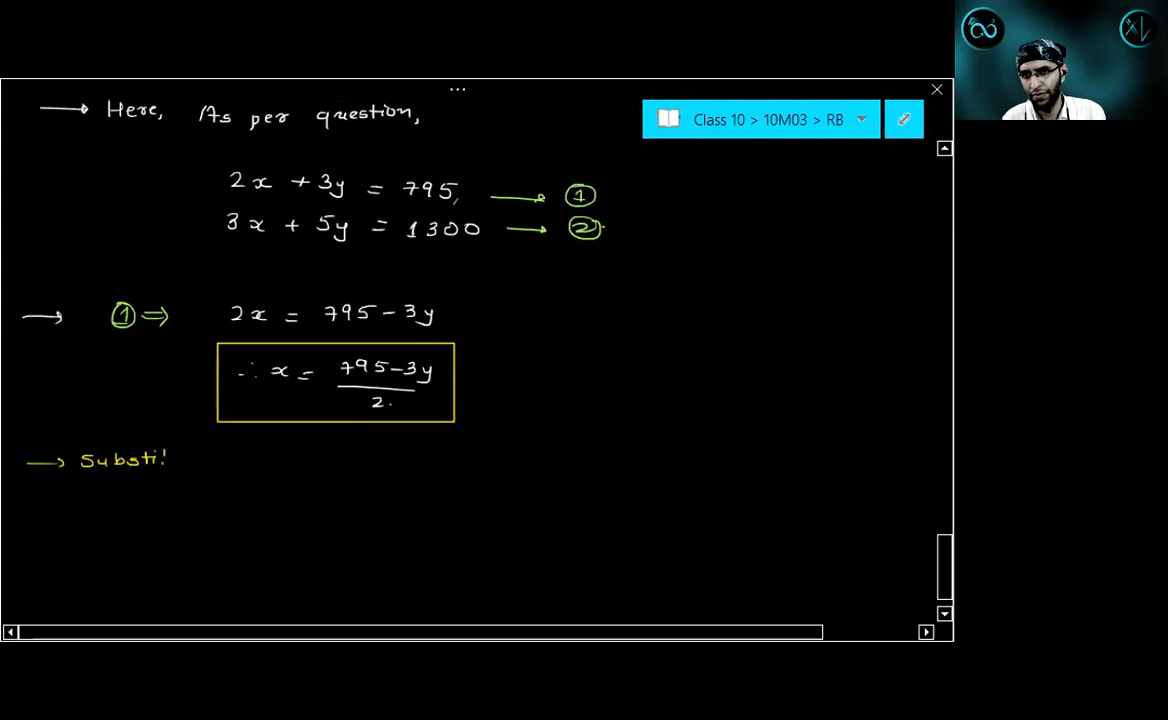 ...
→ Here, As per question,
Class 10 > 10M03 > RB
2x + 3y = 795, → ①
3x + 5y = 1300 → ②
→ ① ⇒ 2x = 795 - 3y
∴ x = (795-3y)/2
→ Substi